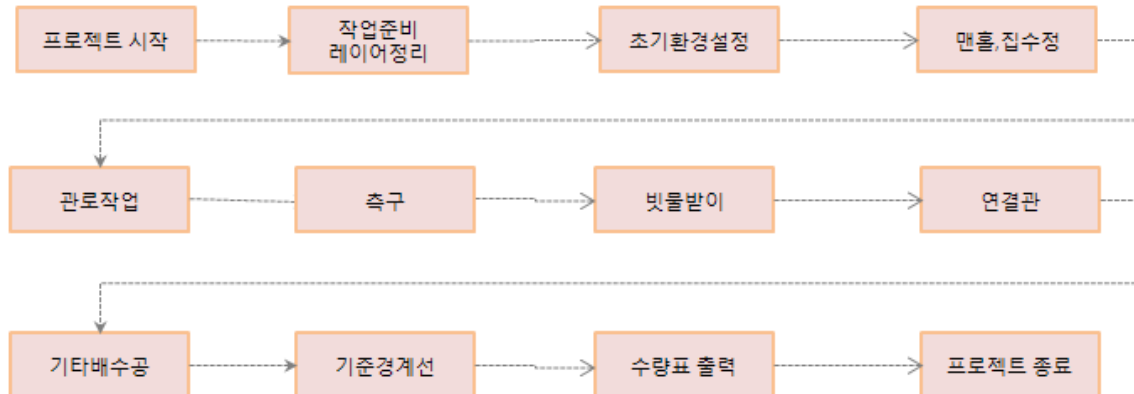 프로젝트 시작
작업준비
레이어정리
초기환경설정
맨홀,집수정
관로작업
측구
빗물받이
연결관
기타배수공
기준경계선
수량표 출력
프로젝트 종료